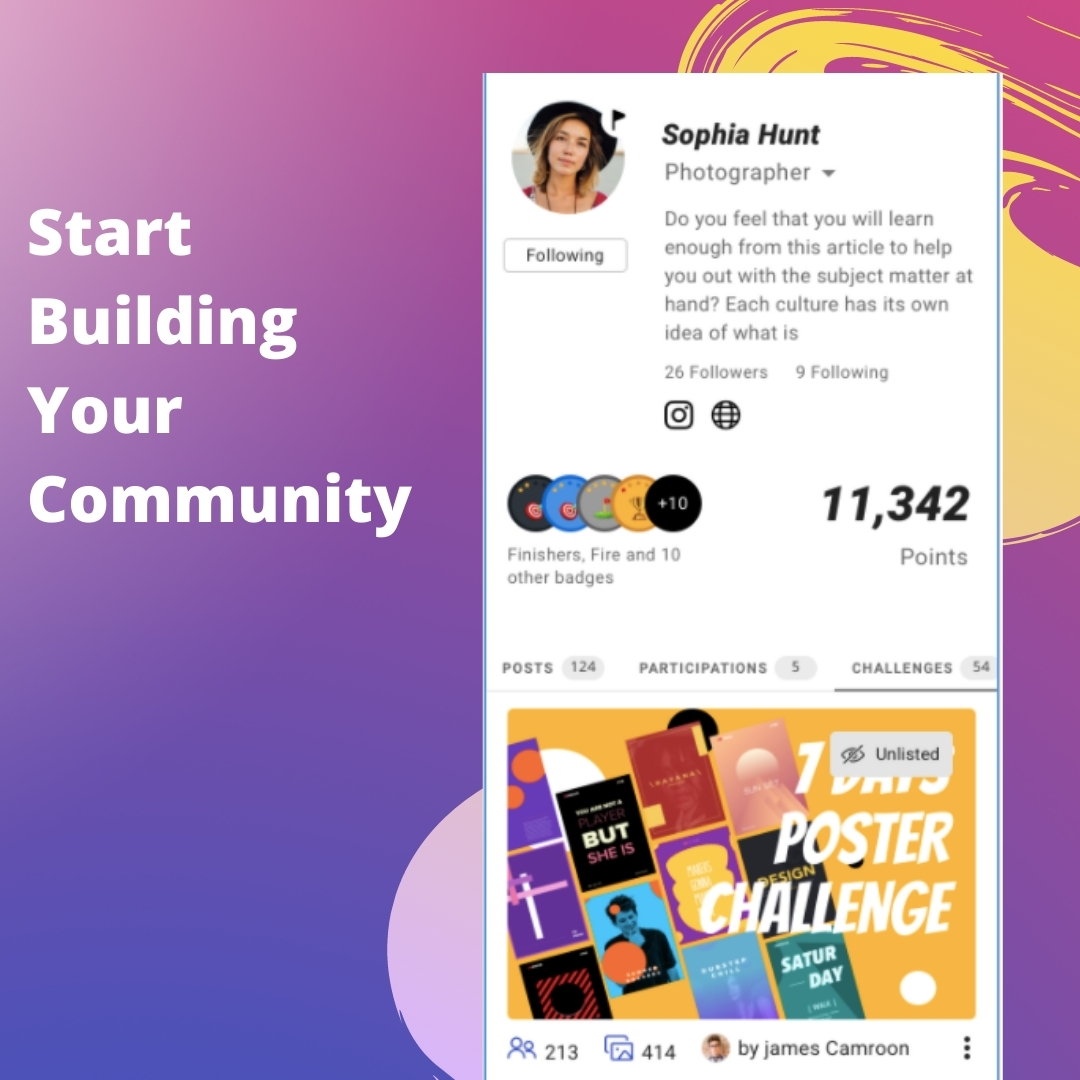 Start
Building
Your
Community
Sophia Hunt
Photographer
Do you feel that you will learn
enough from this article to help
you out with the subject matter at
hand? Each culture has its own
idea of what is
Following
26 Followers 9 Following
+10
11,342
Finishers, Fire and 10
other badges
Points
POSTS 124 PARTICIPATIONS 5 CHALLENGES 54
Unlisted
7 DAYS
POSTER
CHALLENGE
YOU ARE NOT A
PLAYER
BUT
SHE IS
DESIGN
SATUR
DAY
213 414 by james Camroon